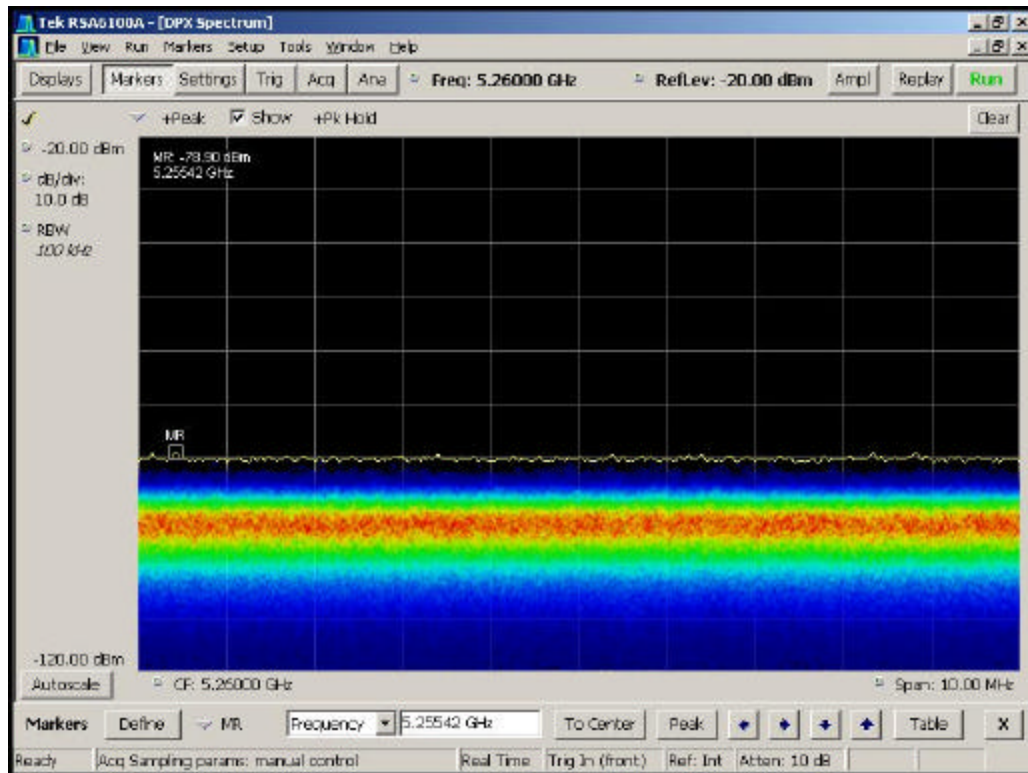 Tek RSA6100A - [DPX Spectrum]
File View Run Markers Setup Tools Window Help
Displays Markers Settings Trig Acq Ana Freq: 5.26000 GHz RefLev: -20.00 dBm Ampl Replay Run
+Peak Show +Pk Hold Clear
-20.00 dBm
dB/div:
10.0 dB
RBW
100 kHz
MR: -78.90 dBm
5.25542 GHz
MR
-120.00 dBm
Autoscale CF: 5.26000 GHz Span: 10.00 MHz
Markers Define MR Frequency 5.25542 GHz To Center Peak Table X
Ready Acq Sampling params: manual control Real Time Trig In (front) Ref: Int Atten: 10 dB